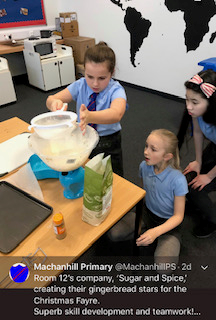 Machanhill Primary @MachanhillPS · 2d
Room 12's company, 'Sugar and Spice,'
creating their gingerbread stars for the
Christmas Fayre.
Superb skill development and teamwork!...